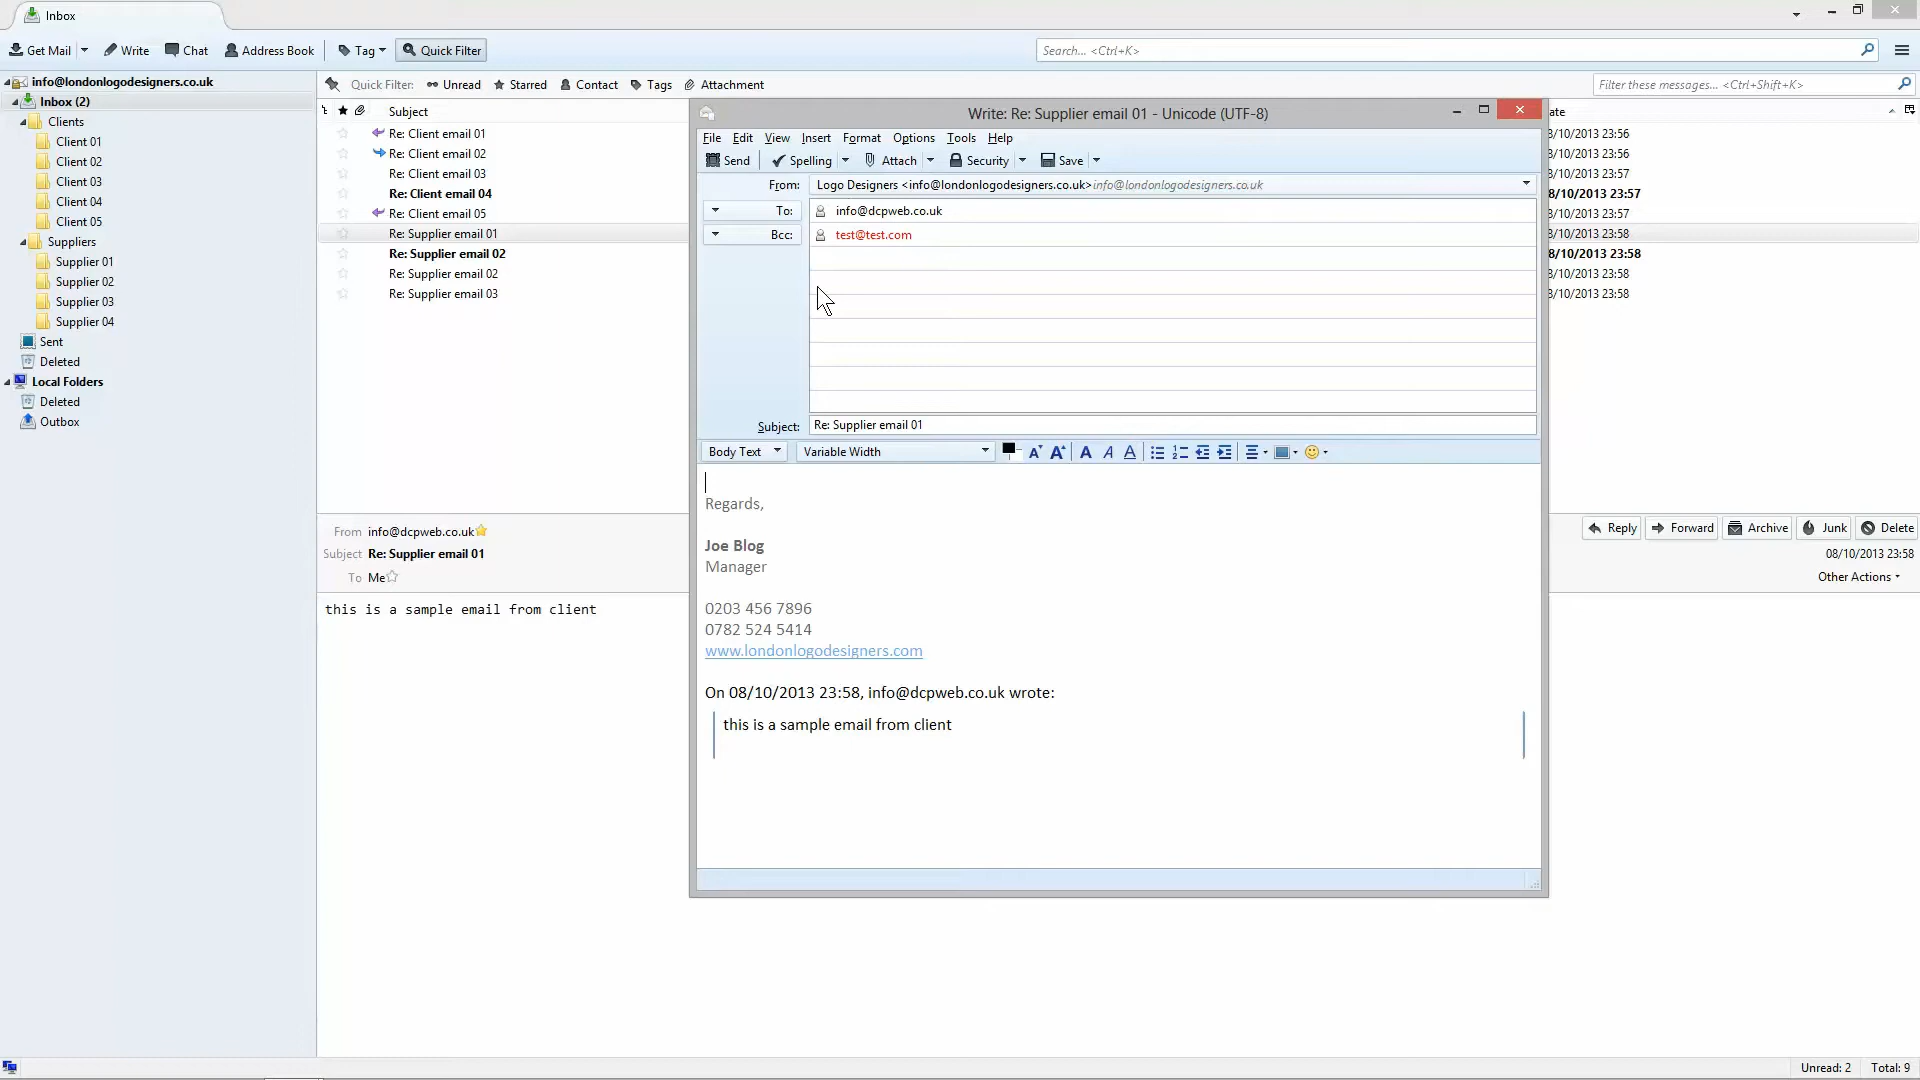 Inbox
Get Mail
Write
Chat
Address Book
Tag
Quick Filter
Search... <Ctrl+K>
info@londonlogodesigners.co.uk
Inbox (2)
Clients
Client 01
Client 02
Client 03
Client 04
Client 05
Suppliers
Supplier 01
Supplier 02
Supplier 03
Supplier 04
Sent
Deleted
Local Folders
Deleted
Outbox
Quick Filter:
Unread
Starred
Contact
Tags
Attachment
Filter these messages... <Ctrl+Shift+K>
Subject
ate
Re: Client email 01
8/10/2013 23:56
Re: Client email 02
8/10/2013 23:56
Re: Client email 03
8/10/2013 23:57
Re: Client email 04
8/10/2013 23:57
Re: Client email 05
8/10/2013 23:57
Re: Supplier email 01
8/10/2013 23:58
Re: Supplier email 02
8/10/2013 23:58
Re: Supplier email 02
8/10/2013 23:58
Re: Supplier email 03
8/10/2013 23:58
From info@dcpweb.co.uk
Subject Re: Supplier email 01
To Me
Reply
Forward
Archive
Junk
Delete
08/10/2013 23:58
Other Actions
this is a sample email from client
Write: Re: Supplier email 01 - Unicode (UTF-8)
File Edit View Insert Format Options Tools Help
Send
Spelling
Attach
Security
Save
From: Logo Designers <info@londonlogodesigners.co.uk> info@londonlogodesigners.co.uk
To: info@dcpweb.co.uk
Bcc: test@test.com
Subject: Re: Supplier email 01
Body Text
Variable Width
A A A A A
Regards,
Joe Blog
Manager
0203 456 7896
0782 524 5414
www.londonlogodesigners.com
On 08/10/2013 23:58, info@dcpweb.co.uk wrote:
this is a sample email from client
Unread: 2
Total: 9